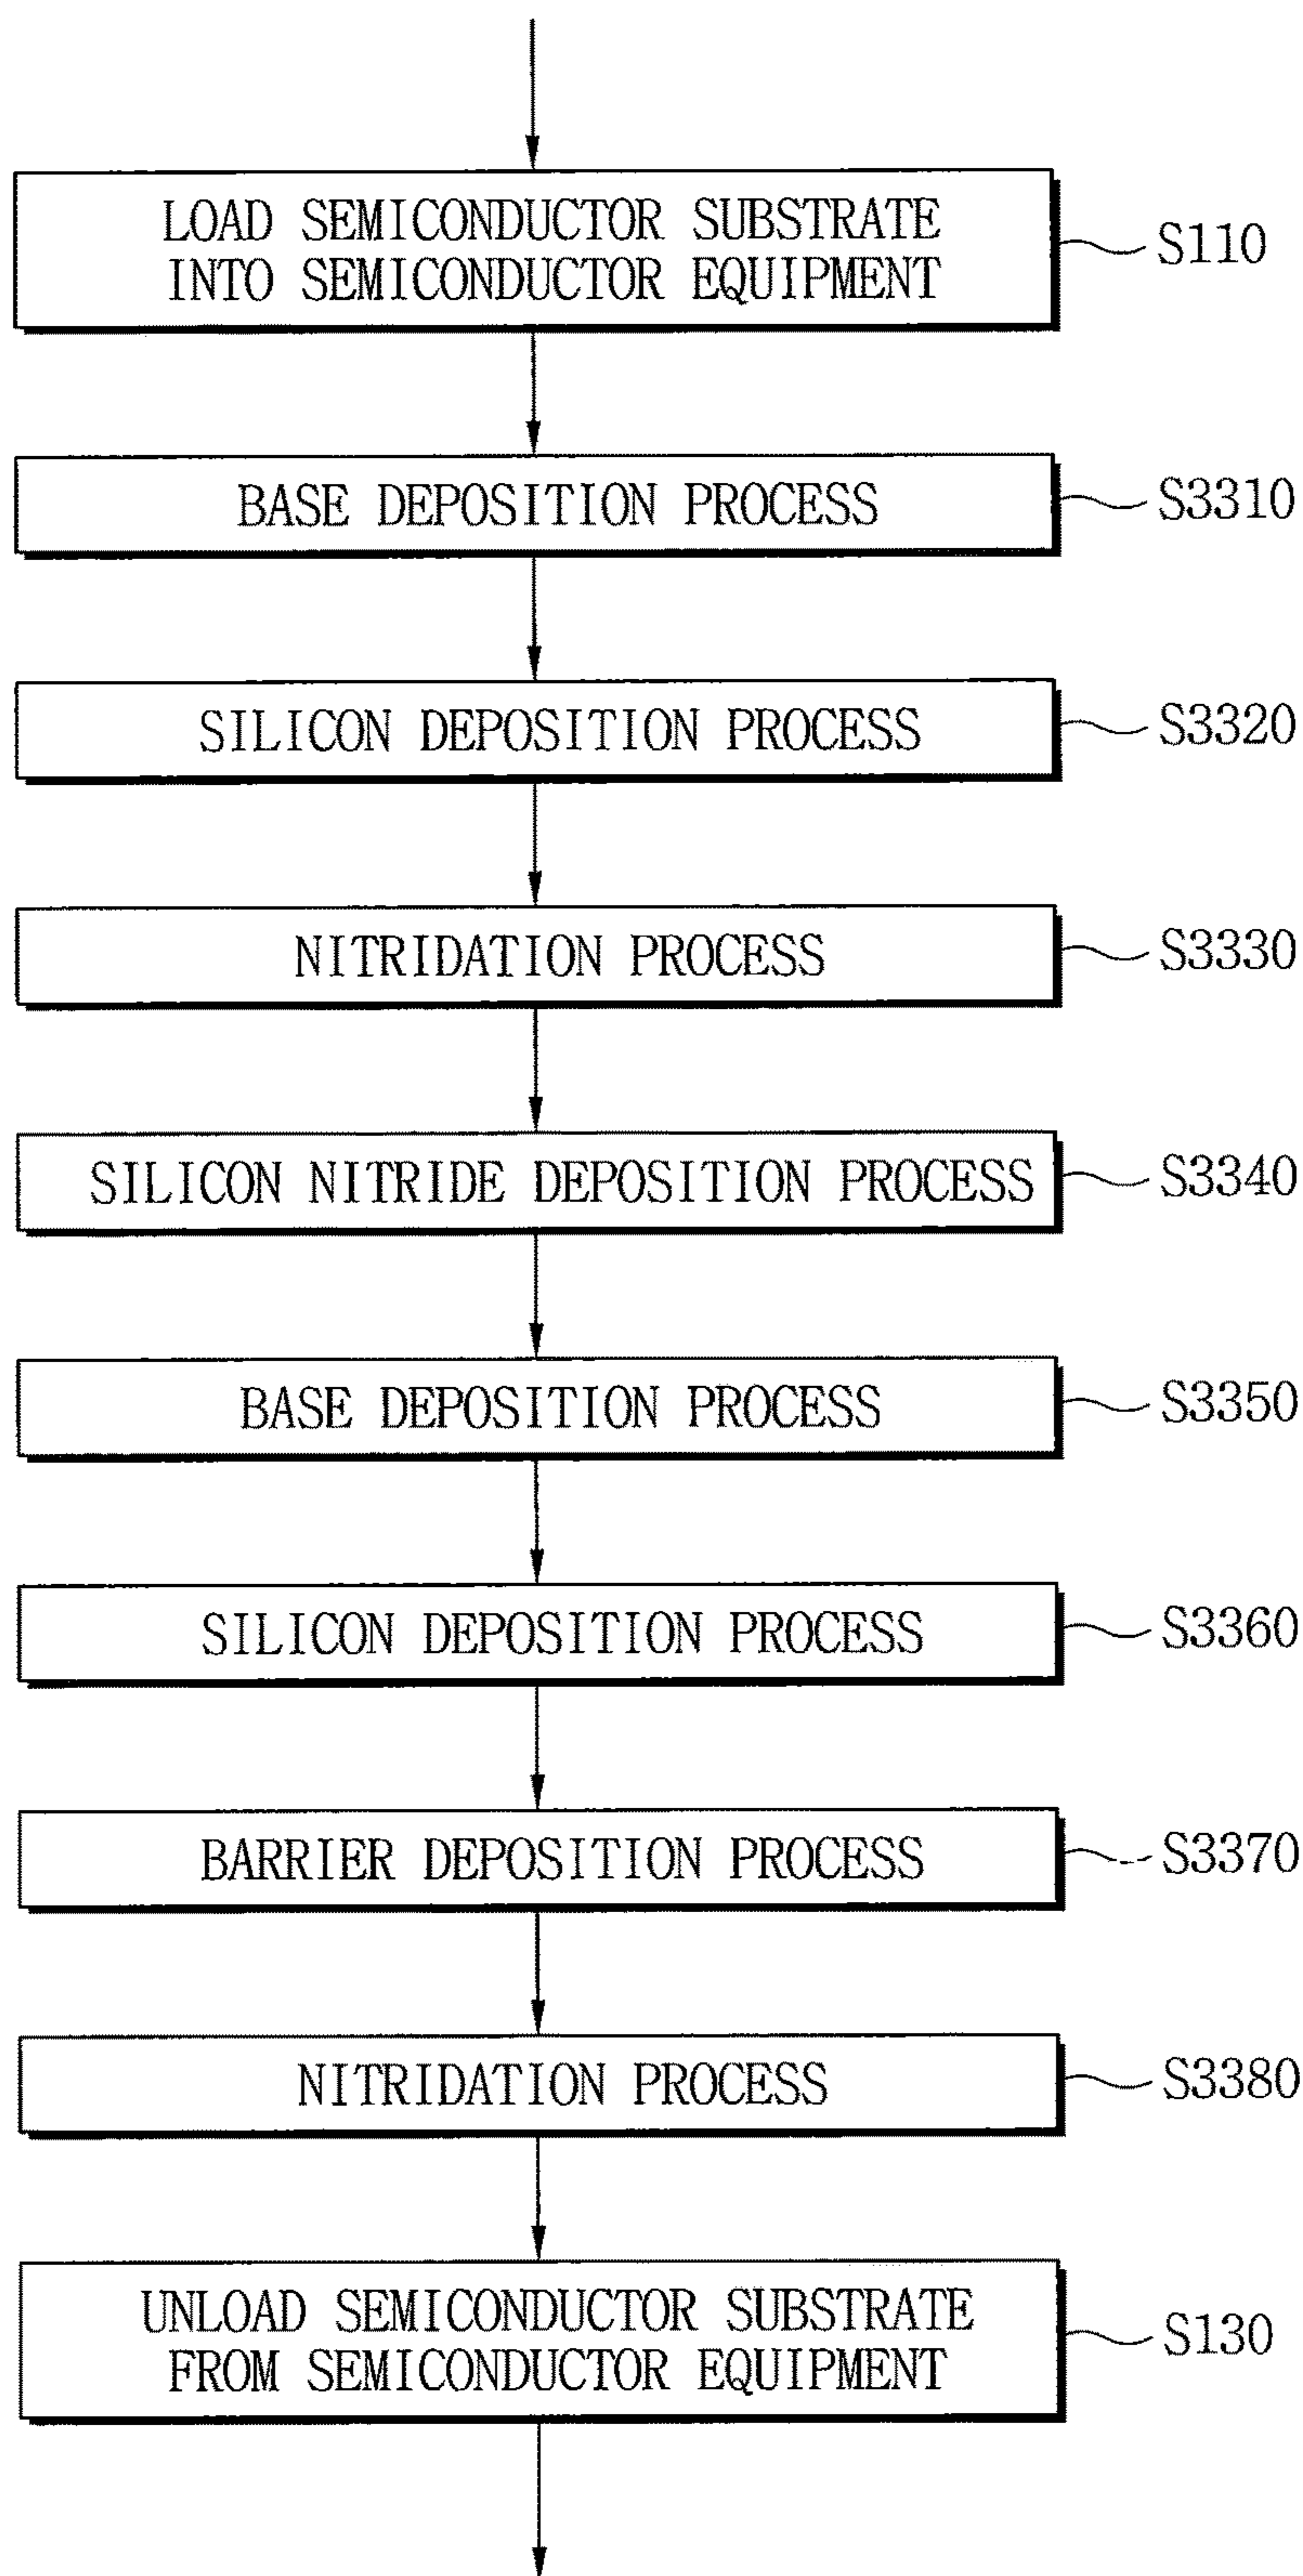 LOAD SEMICONDUCTOR SUBSTRATE
INTO SEMICONDUCTOR EQUIPMENT
S110
BASE DEPOSITION PROCESS
S3310
SILICON DEPOSITION PROCESS
S3320
NITRIDATION PROCESS
S3330
SILICON NITRIDE DEPOSITION PROCESS
S3340
BASE DEPOSITION PROCESS
S3350
SILICON DEPOSITION PROCESS
S3360
BARRIER DEPOSITION PROCESS
S3370
NITRIDATION PROCESS
S3380
UNLOAD SEMICONDUCTOR SUBSTRATE
FROM SEMICONDUCTOR EQUIPMENT
S130